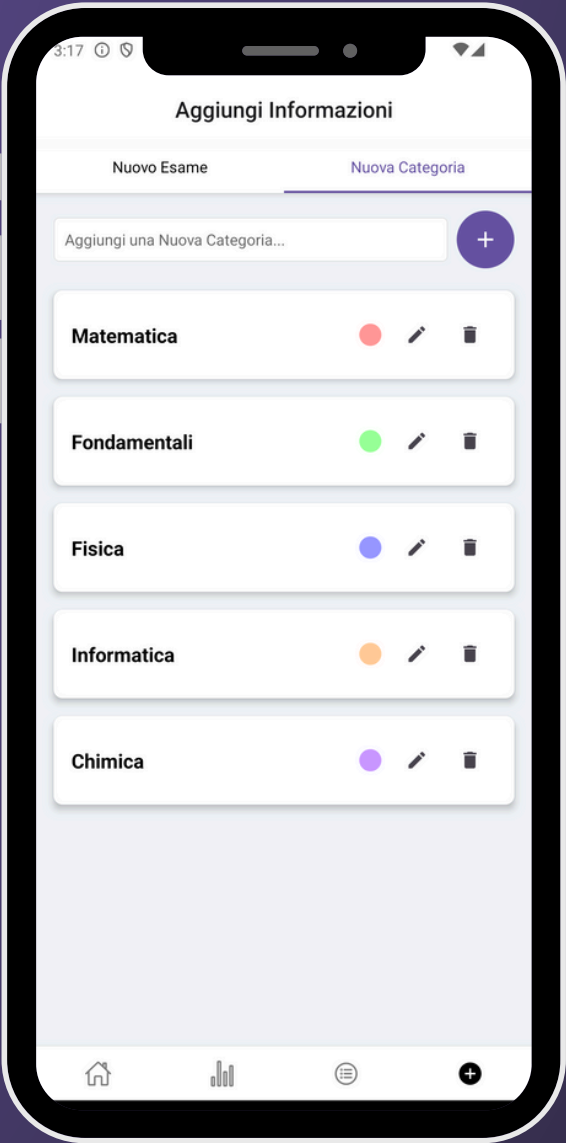 3:17
Aggiungi Informazioni
Nuovo Esame
Nuova Categoria
Aggiungi una Nuova Categoria...
Matematica
Fondamentali
Fisica
Informatica
Chimica